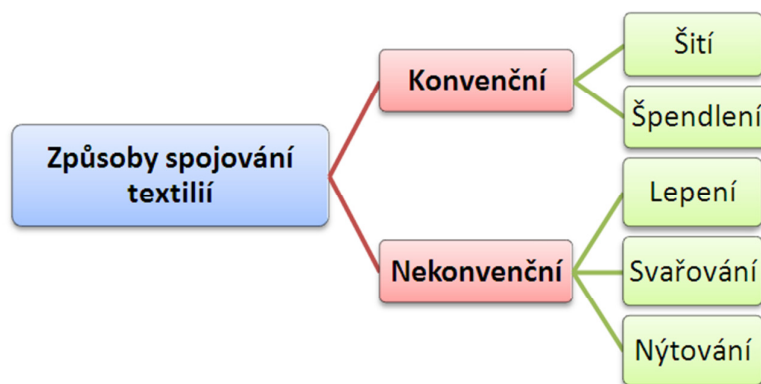 Způsoby spojování
textilií
Konvenční
Šití
Špendlení
Nekonvenční
Lepení
Svařování
Nýtování